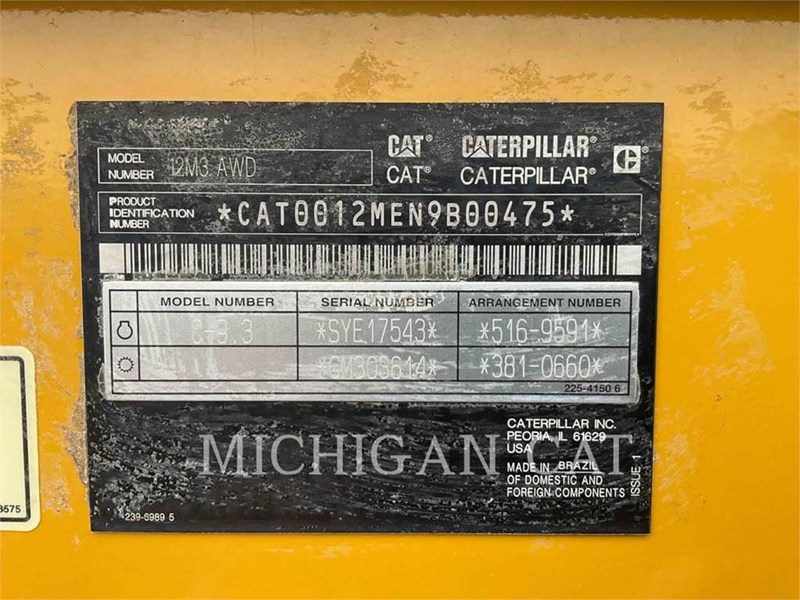 MODEL NUMBER 12M3 AWD
CAT® CATERPILLAR®
CAT® CATERPILLAR®
PRODUCT IDENTIFICATION NUMBER *CAT0012MEN9B00475*
MODEL NUMBER SERIAL NUMBER ARRANGEMENT NUMBER
*SYE17543* *516-9591*
*381-0660*
225-4150 6
CATERPILLAR INC.
PEORIA, IL 61629
USA
MADE IN BRAZIL
OF DOMESTIC AND
FOREIGN COMPONENTS
ISSUE 1
239-6989 5
MICHIGAN CAT
8575